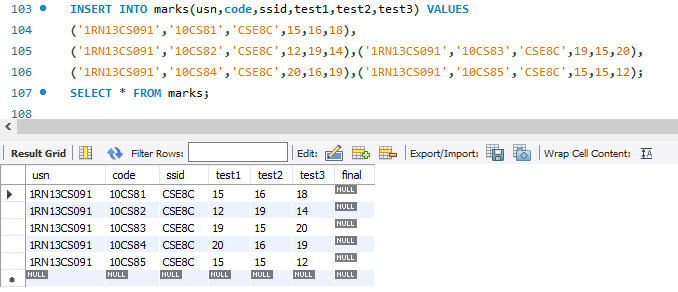 103 INSERT INTO marks(usn,code,ssid,test1,test2,test3) VALUES
104 ('1RN13CS091','10CS81','CSE8C',15,16,18),
105 ('1RN13CS091','10CS82','CSE8C',12,19,14),('1RN13CS091','10CS83','CSE8C',19,15,20),
106 ('1RN13CS091','10CS84','CSE8C',20,16,19),('1RN13CS091','10CS85','CSE8C',15,15,12);
107 SELECT * FROM marks;
108
Result Grid Filter Rows: Edit: Export/Import: Wrap Cell Content: IA
usn code ssid test1 test2 test3 final
1RN13CS091 10CS81 CSE8C 15 16 18 NULL
1RN13CS091 10CS82 CSE8C 12 19 14 NULL
1RN13CS091 10CS83 CSE8C 19 15 20 NULL
1RN13CS091 10CS84 CSE8C 20 16 19 NULL
1RN13CS091 10CS85 CSE8C 15 15 12 NULL
NULL NULL NULL NULL NULL NULL NULL